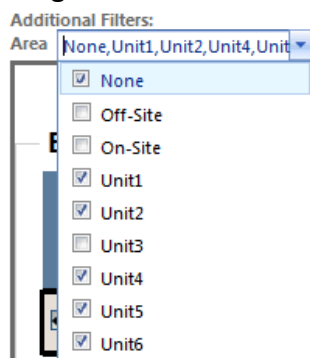 Additional Filters:
Area None,Unit1,Unit2,Unit4,Unit
None
Off-Site
On-Site
Unit1
Unit2
Unit3
Unit4
Unit5
Unit6